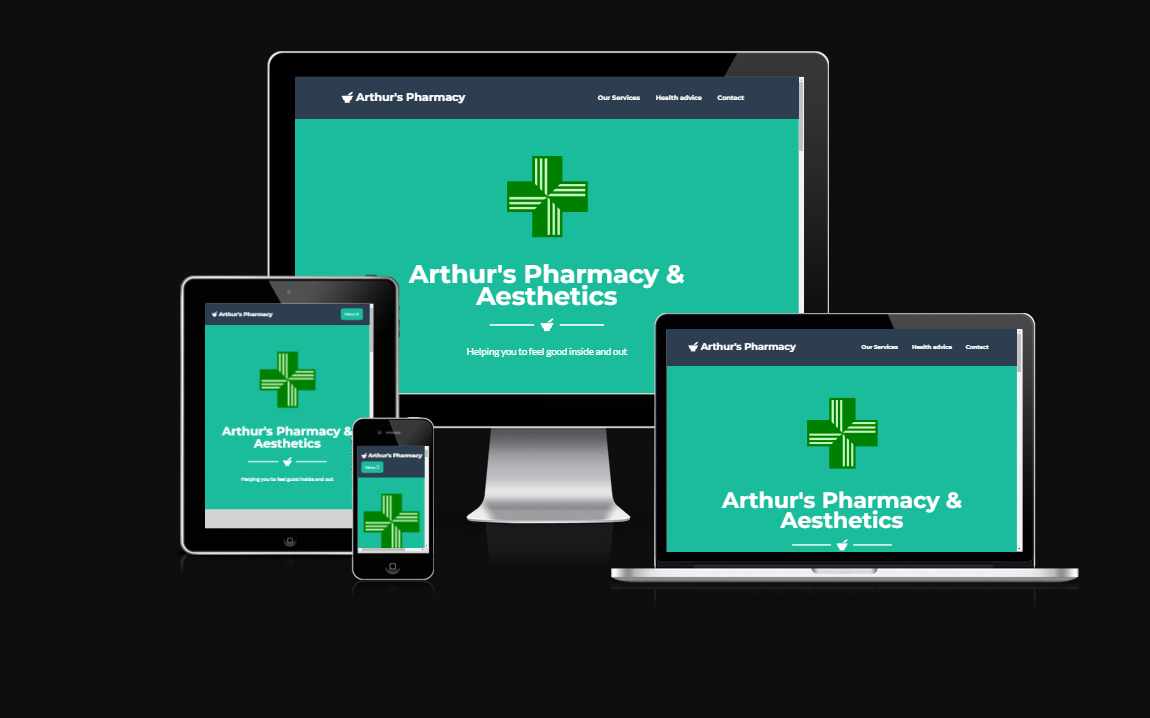 Arthur's Pharmacy
Our Services Health advice Contact
Arthur's Pharmacy &
Aesthetics
Helping you to feel good inside and out
Arthur's Pharmacy
Menu
Arthur's Pharmacy &
Aesthetics
Helping you to feel good inside and out
Arthur's Pharmacy
Menu
Arthur's Pharmacy
Our Services Health advice Contact
Arthur's Pharmacy &
Aesthetics